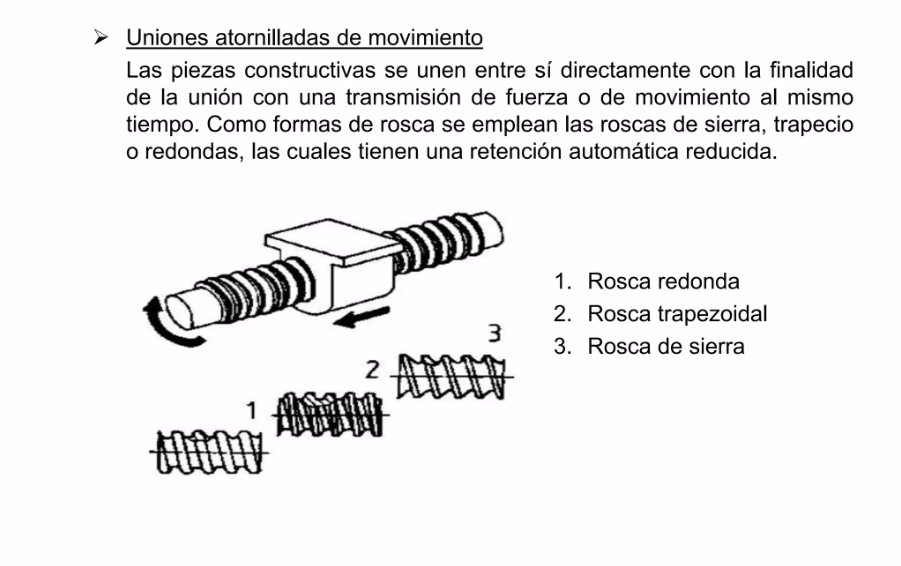 ➢ Uniones atornilladas de movimiento
Las piezas constructivas se unen entre sí directamente con la finalidad
de la unión con una transmisión de fuerza o de movimiento al mismo
tiempo. Como formas de rosca se emplean las roscas de sierra, trapecio
o redondas, las cuales tienen una retención automática reducida.
1. Rosca redonda
2. Rosca trapezoidal
3. Rosca de sierra
3
2
1